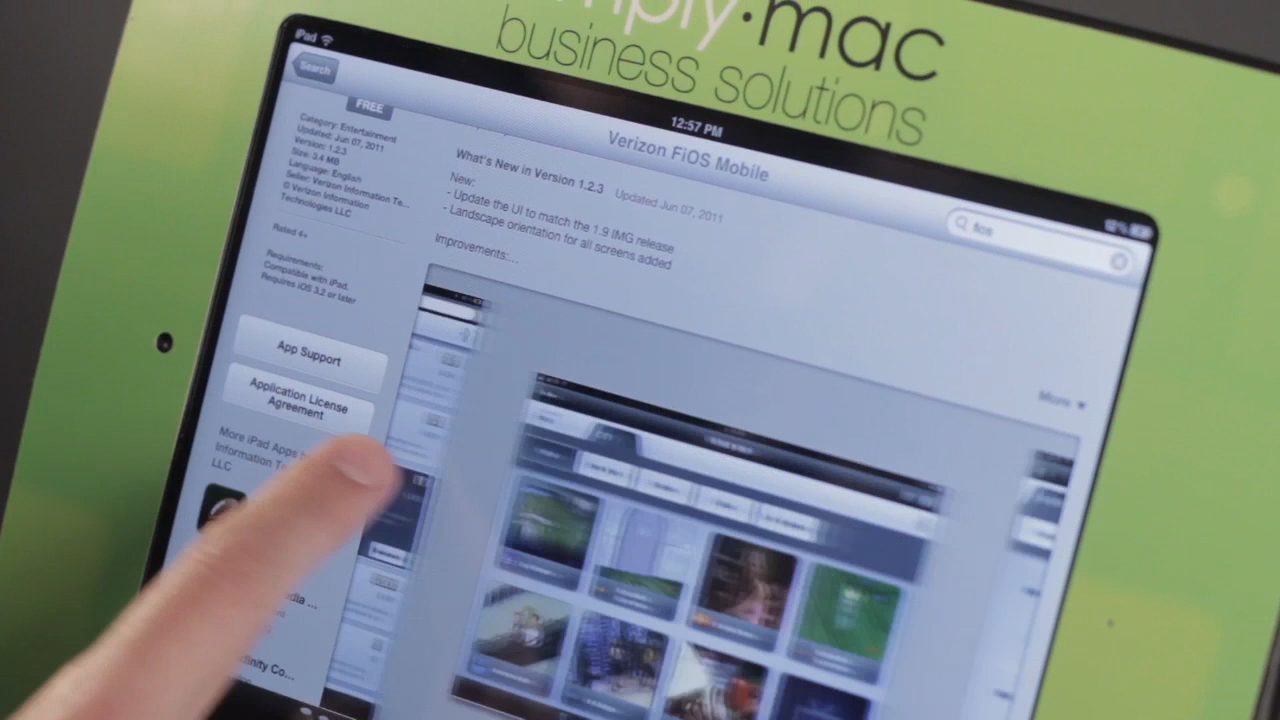 mply·mac
business solutions
iPad
12:57 PM
Search
Verizon FiOS Mobile
fios
FREE
Category: Entertainment
Updated: Jun 07, 2011
Version: 1.2.3
Size: 3.4 MB
Language: English
Seller: Verizon Information Te...
© Verizon Information
Technologies LLC
Rated 4+
Requirements:
Compatible with iPad.
Requires iOS 3.2 or later
App Support
Application License
Agreement
More iPad Apps
Information
LLC
dia ...
inity Co...
What's New in Version 1.2.3 Updated Jun 07, 2011
New:
- Update the UI to match the 1.9 IMG release
- Landscape orientation for all screens added
Improvements:...
More